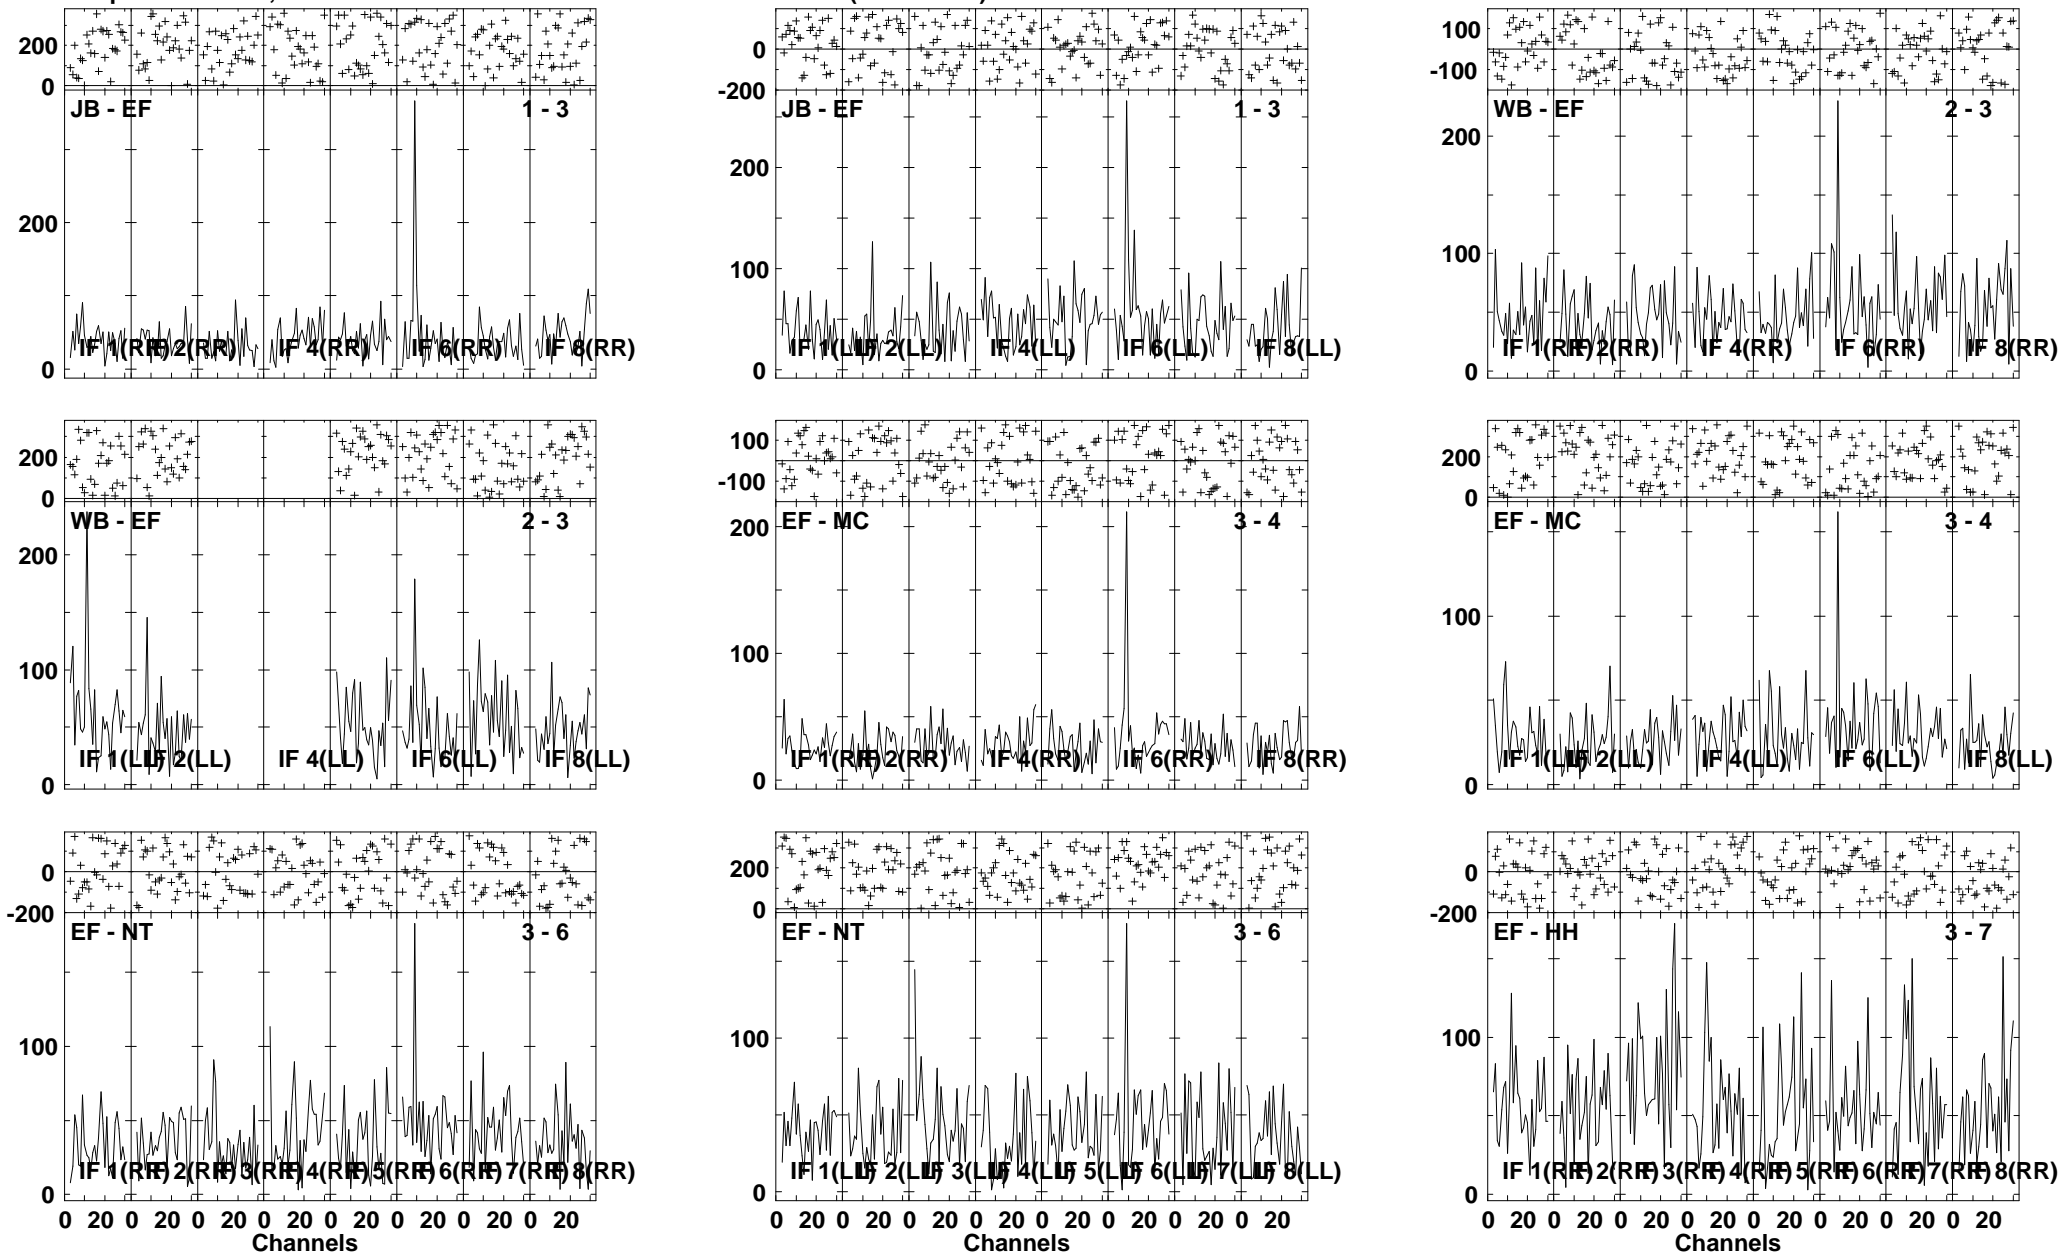 200
0
JB - EF 1 - 3
200
0
IF 1(RR) IF 2(RR) IF 4(RR) IF 6(RR) IF 8(RR)
0
-200
JB - EF 1 - 3
200
100
0
IF 1(LL) IF 2(LL) IF 4(LL) IF 6(LL) IF 8(LL)
100
-100
WB - EF 2 - 3
200
100
0
IF 1(RR) IF 2(RR) IF 4(RR) IF 6(RR) IF 8(RR)
200
0
WB - EF 2 - 3
200
100
0
IF 1(LL) IF 2(LL) IF 4(LL) IF 6(LL) IF 8(LL)
100
-100
EF - MC 3 - 4
200
100
0
IF 1(RR) IF 2(RR) IF 4(RR) IF 6(RR) IF 8(RR)
200
0
EF - MC 3 - 4
100
0
IF 1(LL) IF 2(LL) IF 4(LL) IF 6(LL) IF 8(LL)
0
-200
EF - NT 3 - 6
100
0
IF 1(RR) IF 2(RR) IF 3(RR) IF 4(RR) IF 5(RR) IF 6(RR) IF 7(RR) IF 8(RR)
0 20 0 20 0 20 0 20 0 20 0 20 0 20 0 20
Channels
200
0
EF - NT 3 - 6
100
0
IF 1(LL) IF 2(LL) IF 3(LL) IF 4(LL) IF 5(LL) IF 6(LL) IF 7(LL) IF 8(LL)
0 20 0 20 0 20 0 20 0 20 0 20 0 20 0 20
Channels
0
-200
EF - HH 3 - 7
100
0
IF 1(RR) IF 2(RR) IF 3(RR) IF 4(RR) IF 5(RR) IF 6(RR) IF 7(RR) IF 8(RR)
0 20 0 20 0 20 0 20 0 20 0 20 0 20 0 20
Channels